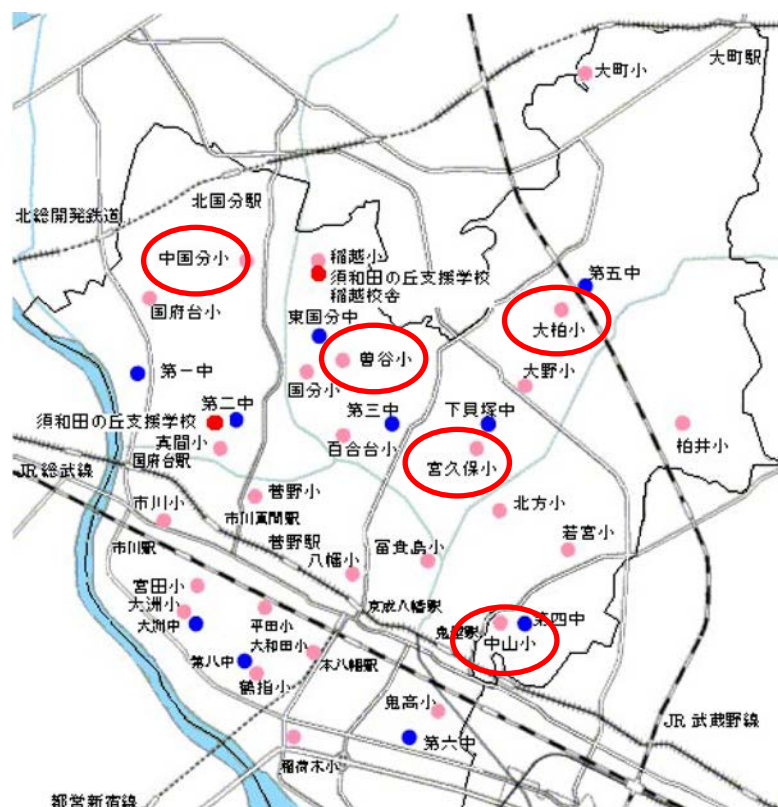 大町小
大町駅
北総開発鉄道
北国分駅
中国分小
稲越小
須和田の丘支援学校
稲越校舎
国府台小
第五中
大柏小
東国分中
曽谷小
第一中
国分小
大野小
須和田の丘支援学校
第二中
第三中
下貝塚中
真間小
国府台駅
百合台小
宮久保小
柏井小
JR 総武線
菅野小
市川小
市川真間駅
北方小
市川駅
菅野駅
八幡小
冨貴島小
若宮小
宮田小
大洲小
大洲中
平田小
京成八幡駅
鬼越駅
第四中
中山小
大和田小
本八幡駅
第八中
鶴指小
鬼高小
第六中
JR 武蔵野線
稲荷木小
都営新宿線